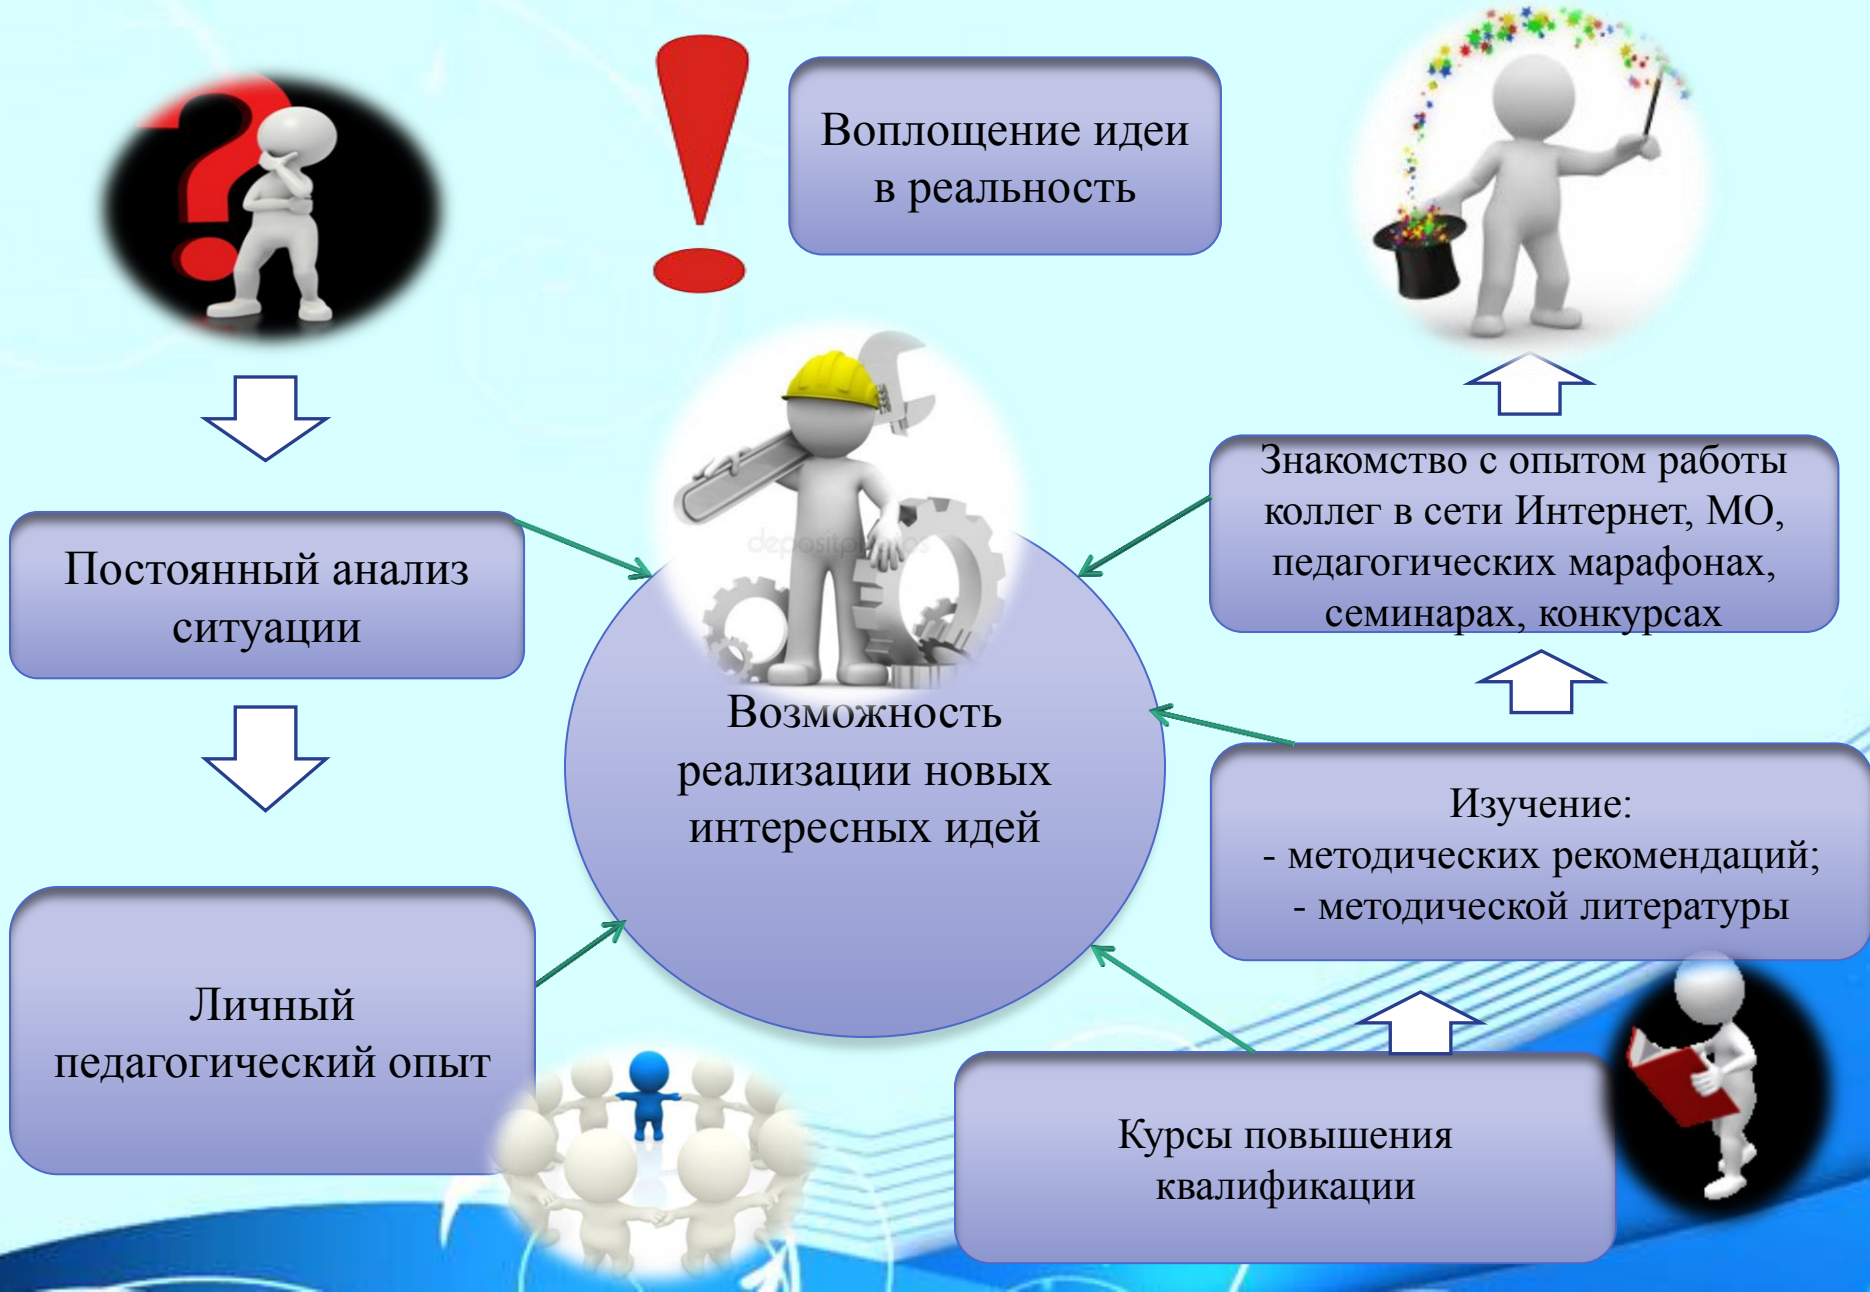 Воплощение идеи
в реальность
Постоянный анализ
ситуации
Знакомство с опытом работы
коллег в сети Интернет, МО,
педагогических марафонах,
семинарах, конкурсах
Возможность
реализации новых
интересных идей
Изучение:
- методических рекомендаций;
- методической литературы
Личный
педагогический опыт
Курсы повышения
квалификации